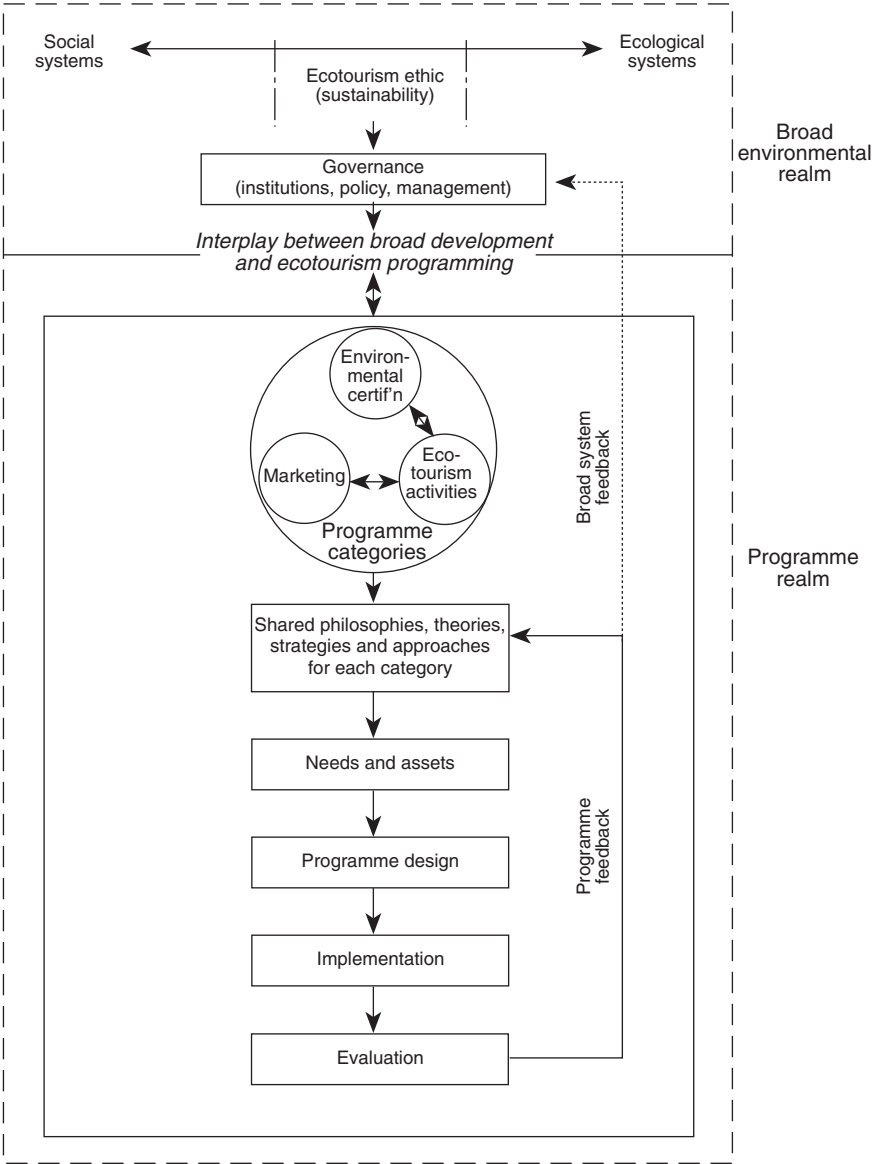 Social
systems
Ecological
systems
Ecotourism ethic
(sustainability)
Broad
environmental
realm
Governance
(institutions, policy, management)
Interplay between broad development
and ecotourism programming
Environ-
mental
certif'n
Marketing
Eco-
tourism
activities
Programme
categories
Broad system
feedback
Programme
realm
Shared philosophies, theories,
strategies and approaches
for each category
Needs and assets
Programme design
Programme
feedback
Implementation
Evaluation